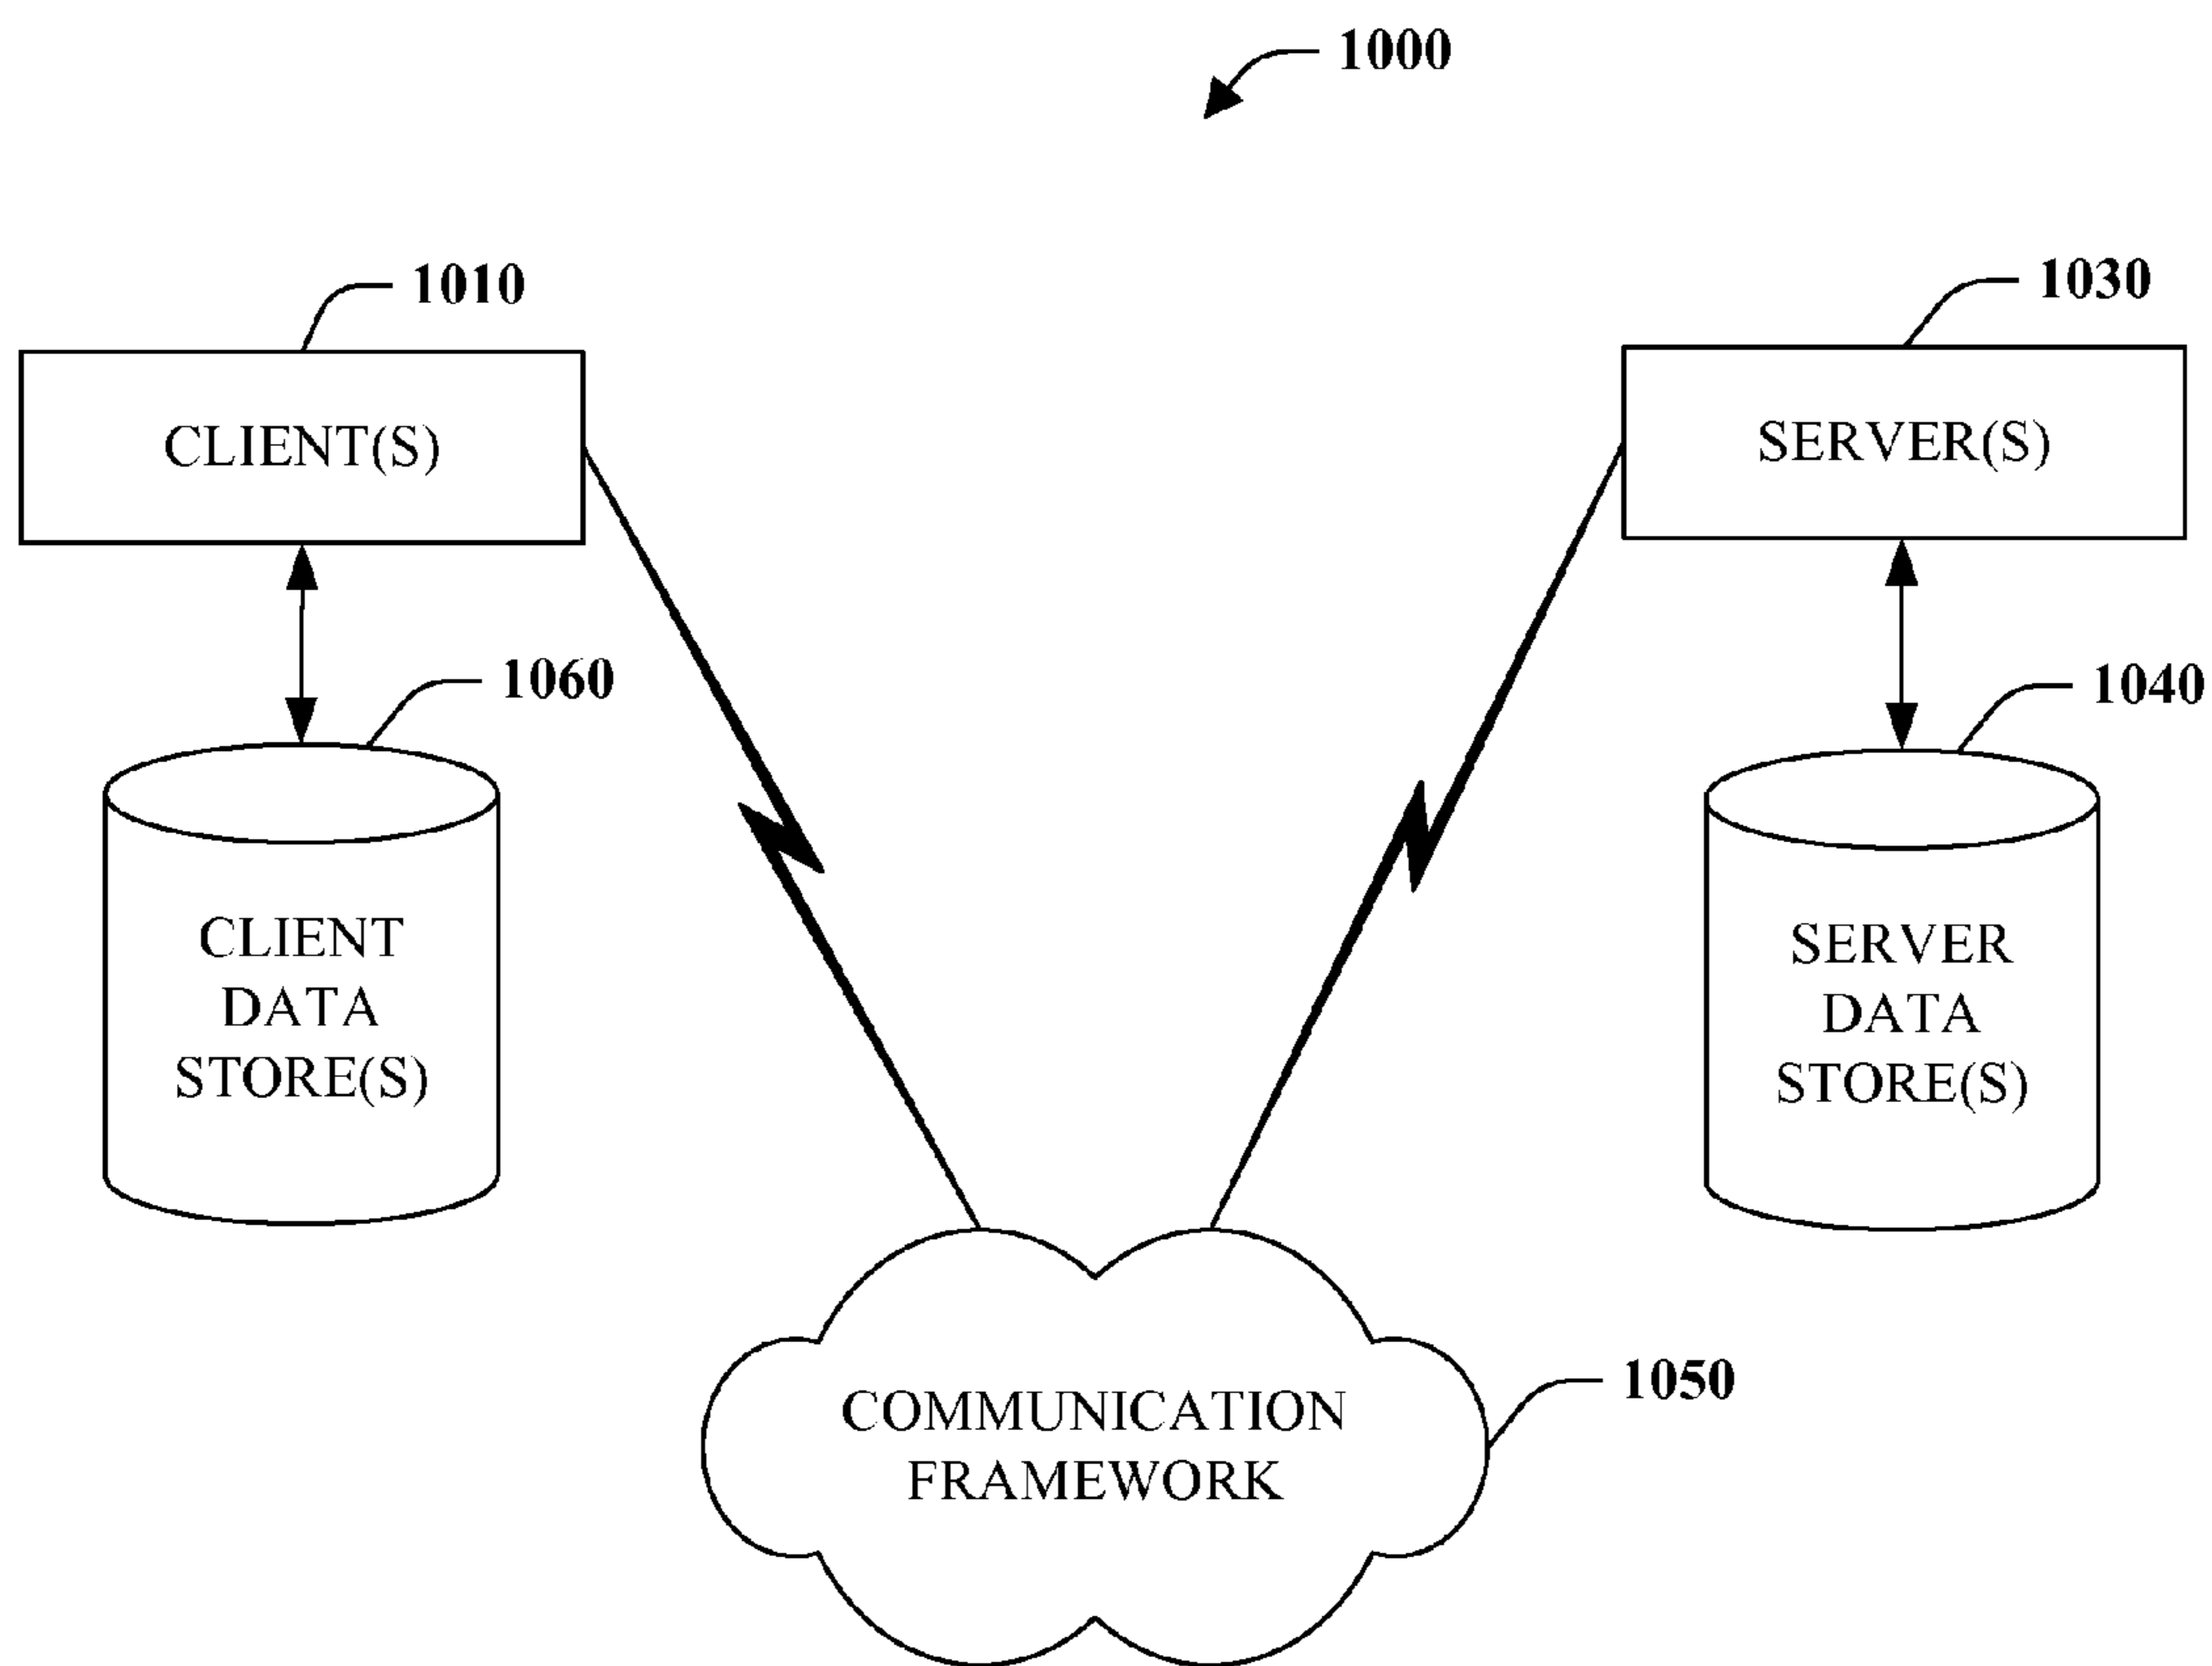 1000
1010
1030
CLIENT(S)
SERVER(S)
1060
1040
CLIENT
DATA
STORE(S)
SERVER
DATA
STORE(S)
1050
COMMUNICATION
FRAMEWORK